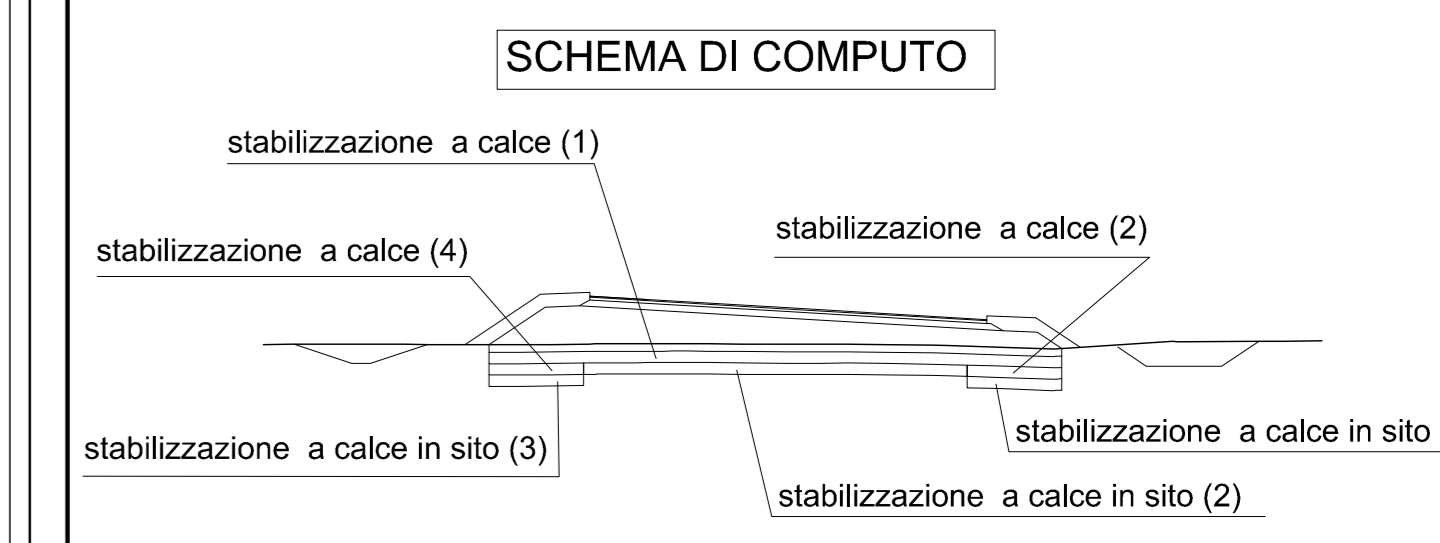 SCHEMA DI COMPUTO
stabilizzazione a calce (1)
stabilizzazione a calce (2)
stabilizzazione a calce (4)
stabilizzazione a calce in sito
stabilizzazione a calce in sito (3)
stabilizzazione a calce in sito (2)